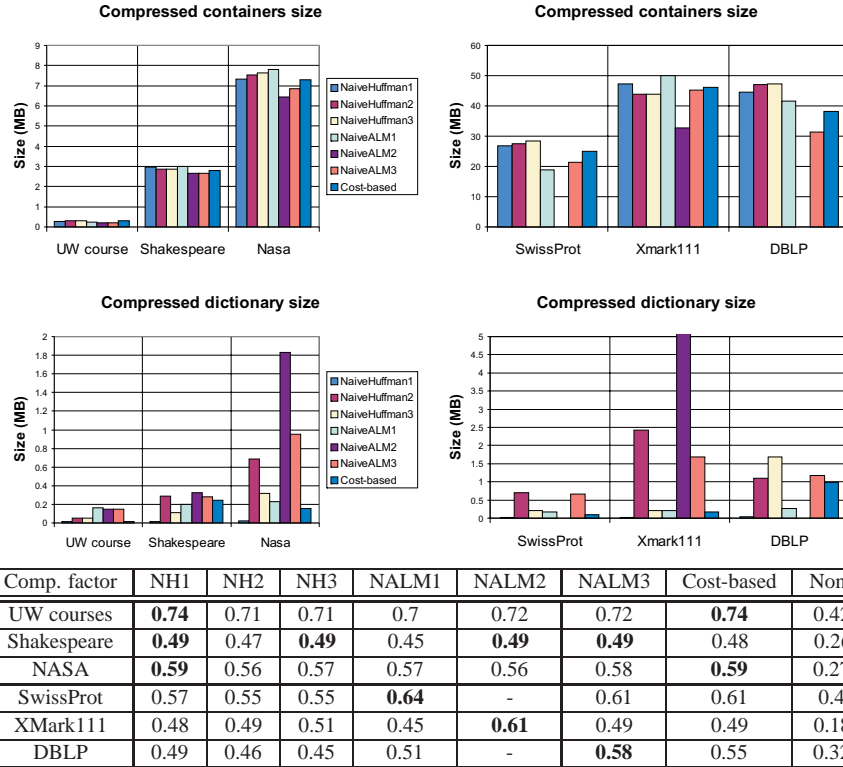 Compressed containers size
Size (MB)
9
8
7
6
5
4
3
2
1
0
UW course Shakespeare Nasa
NaiveHuffman1
NaiveHuffman2
NaiveHuffman3
NaiveALM1
NaiveALM2
NaiveALM3
Cost-based
Compressed containers size
Size (MB)
60
50
40
30
20
10
0
SwissProt Xmark111 DBLP
Compressed dictionary size
Size (MB)
2
1.8
1.6
1.4
1.2
1
0.8
0.6
0.4
0.2
0
UW course Shakespeare Nasa
NaiveHuffman1
NaiveHuffman2
NaiveHuffman3
NaiveALM1
NaiveALM2
NaiveALM3
Cost-based
Compressed dictionary size
Size (MB)
5
4.5
4
3.5
3
2.5
2
1.5
1
0.5
0
SwissProt Xmark111 DBLP
Comp. factor NH1 NH2 NH3 NALM1 NALM2 NALM3 Cost-based
UW courses 0.74 0.71 0.71 0.7 0.72 0.72 0.74
Shakespeare 0.49 0.47 0.49 0.45 0.49 0.49 0.48
NASA 0.59 0.56 0.57 0.57 0.56 0.58 0.59
SwissProt 0.57 0.55 0.55 0.64 - 0.61 0.61
XMark111 0.48 0.49 0.51 0.45 0.61 0.49 0.49
DBLP 0.49 0.46 0.45 0.51 - 0.58 0.55